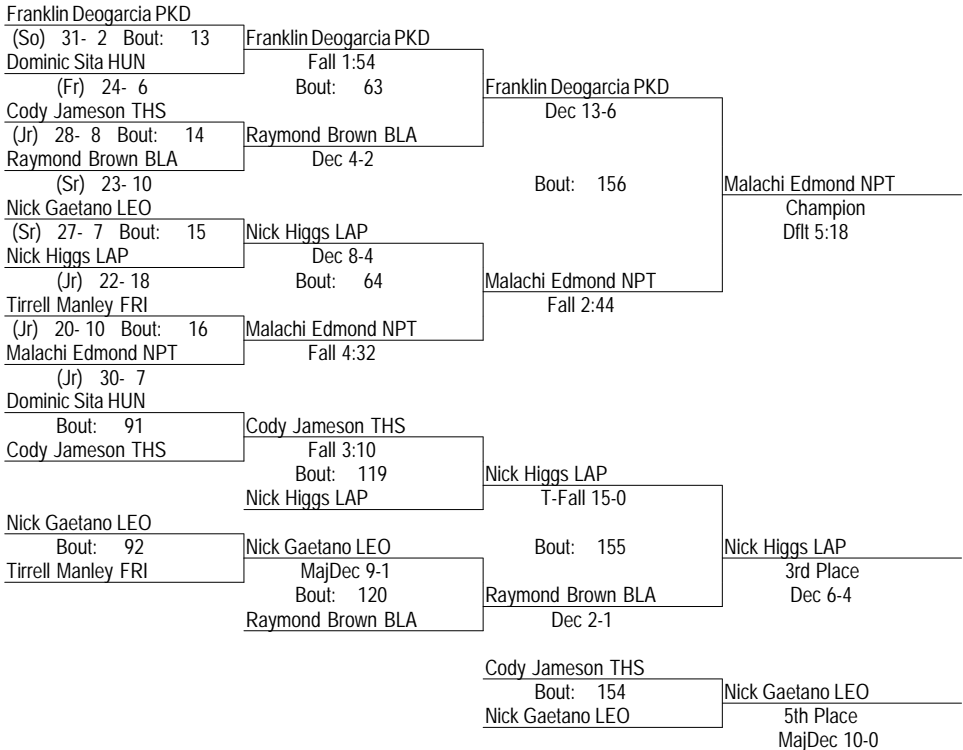 Franklin Deogarcia PKD
(So) 31- 2 Bout: 13 Franklin Deogarcia PKD
Dominic Sita HUN Fall 1:54
(Fr) 24- 6 Bout: 63 Franklin Deogarcia PKD
Cody Jameson THS Dec 13-6
(Jr) 28- 8 Bout: 14 Raymond Brown BLA
Raymond Brown BLA Dec 4-2
(Sr) 23- 10 Bout: 156 Malachi Edmond NPT
Nick Gaetano LEO Champion
(Sr) 27- 7 Bout: 15 Nick Higgs LAP Dflt 5:18
Nick Higgs LAP Dec 8-4
(Jr) 22- 18 Bout: 64 Malachi Edmond NPT
Tirrell Manley FRI Fall 2:44
(Jr) 20- 10 Bout: 16 Malachi Edmond NPT
Malachi Edmond NPT Fall 4:32
(Jr) 30- 7
Dominic Sita HUN
Bout: 91 Cody Jameson THS
Cody Jameson THS Fall 3:10
Bout: 119 Nick Higgs LAP
Nick Higgs LAP T-Fall 15-0
Nick Gaetano LEO
Bout: 92 Nick Gaetano LEO Bout: 155 Nick Higgs LAP
Tirrell Manley FRI MajDec 9-1 3rd Place
Bout: 120 Raymond Brown BLA Dec 6-4
Raymond Brown BLA Dec 2-1
Cody Jameson THS
Bout: 154 Nick Gaetano LEO
Nick Gaetano LEO 5th Place
MajDec 10-0